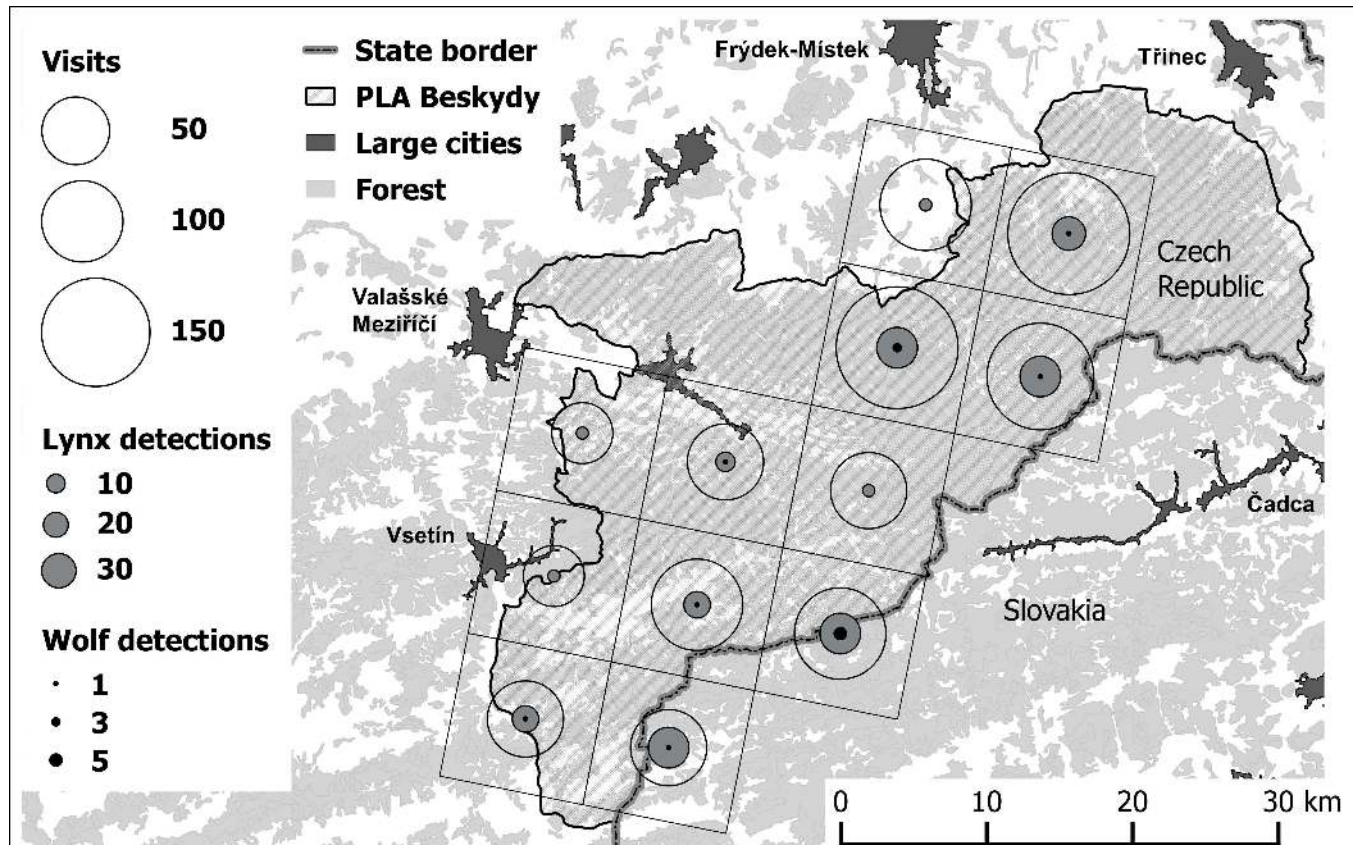 Visits
50
100
150
Lynx detections
10
20
30
Wolf detections
1
3
5
State border
PLA Beskydy
Large cities
Forest
Frýdek-Místek
Třinec
Czech
Republic
Valašské
Meziříčí
Vsetín
Čadca
Slovakia
0 10 20 30 km